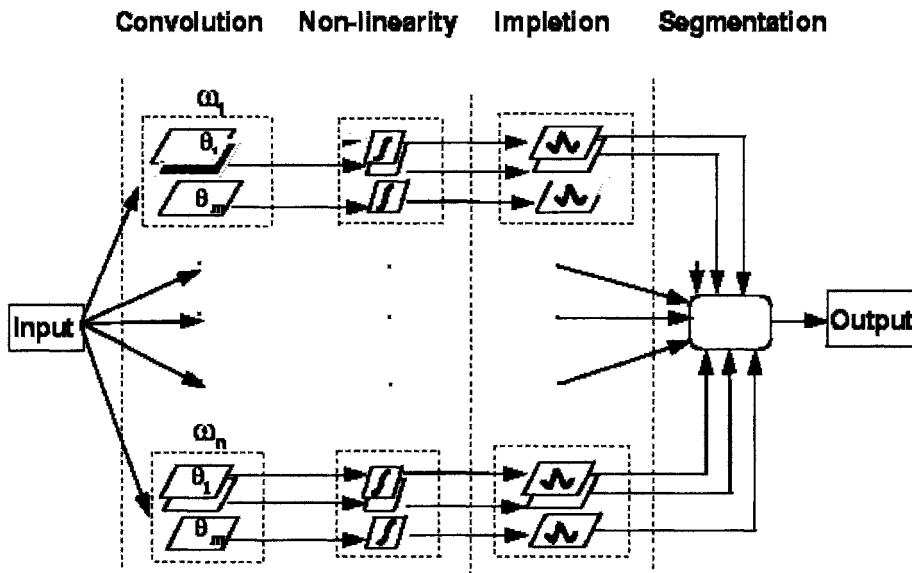 Convolution Non-linearity Impletion Segmentation
ω₁
θ₁
θₘ
Input
Output
ωₙ
θ₁
θₘ